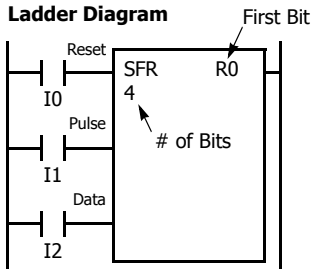 Ladder Diagram
First Bit
Reset
SFR R0
4
I0
Pulse
# of Bits
I1
Data
I2